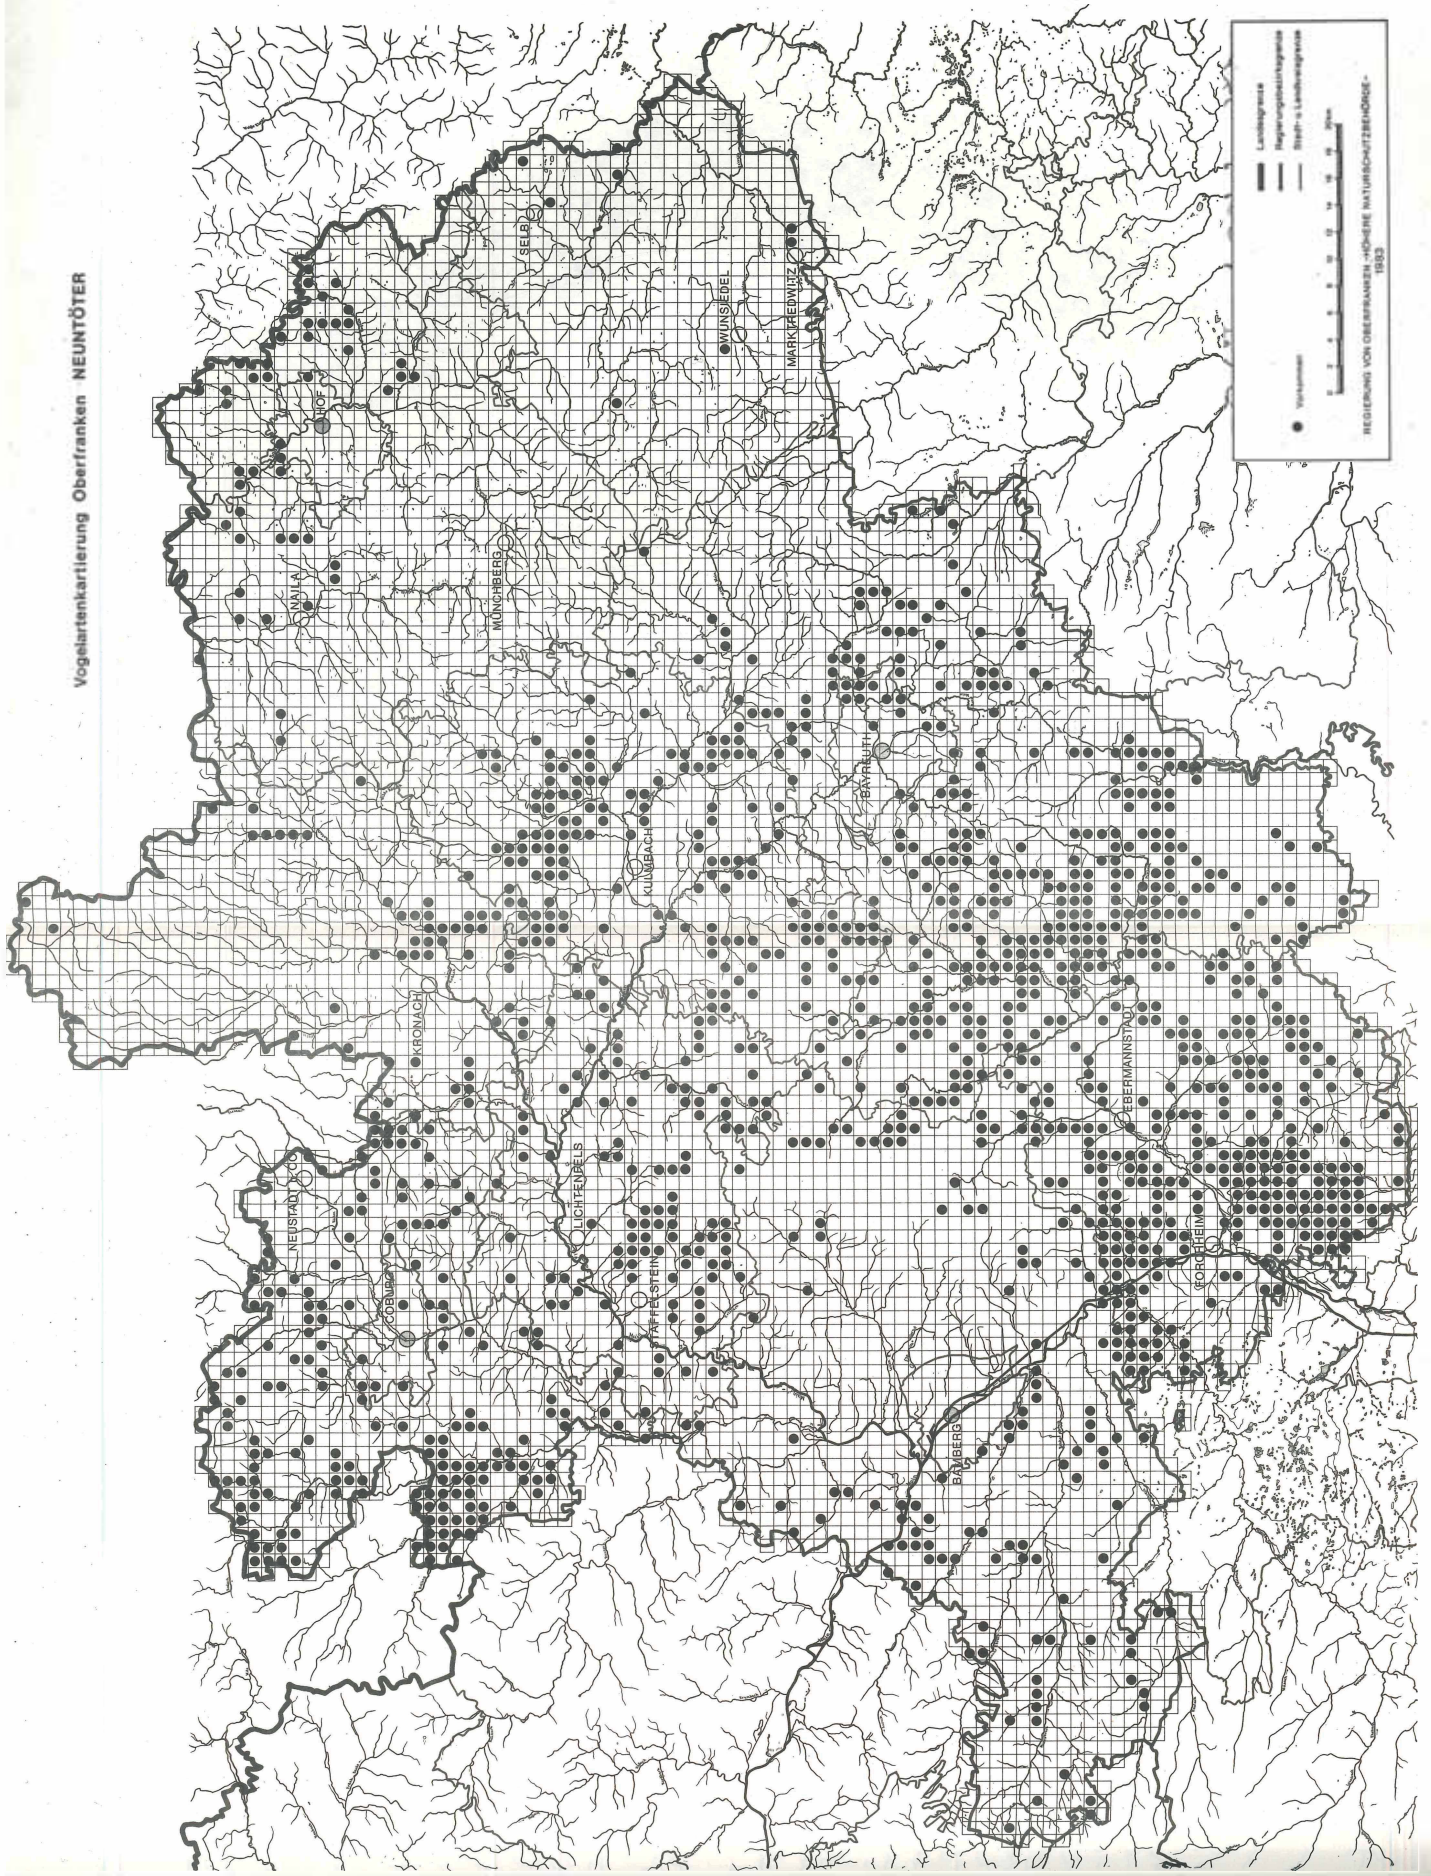 Vogelartenkartierung Oberfranken NEUNTÖTER
NEUSTADT b.CO
COBURG
KRONACH
NAILA
HOF
MÜNCHBERG
SELB
LICHTENFELS
STAFFELSTEIN
KULMBACH
WUNSIEDEL
MARKTREDWITZ
BAYREUTH
BAMBERG
EBERMANNSTADT
FORCHHEIM
Landesgrenze
Regierungsbezirksgrenze
Stadt- u. Landkreisgrenze
Vorkommen
REGIERUNG VON OBERFRANKEN -HÖHERE NATURSCHUTZBEHÖRDE-
1983